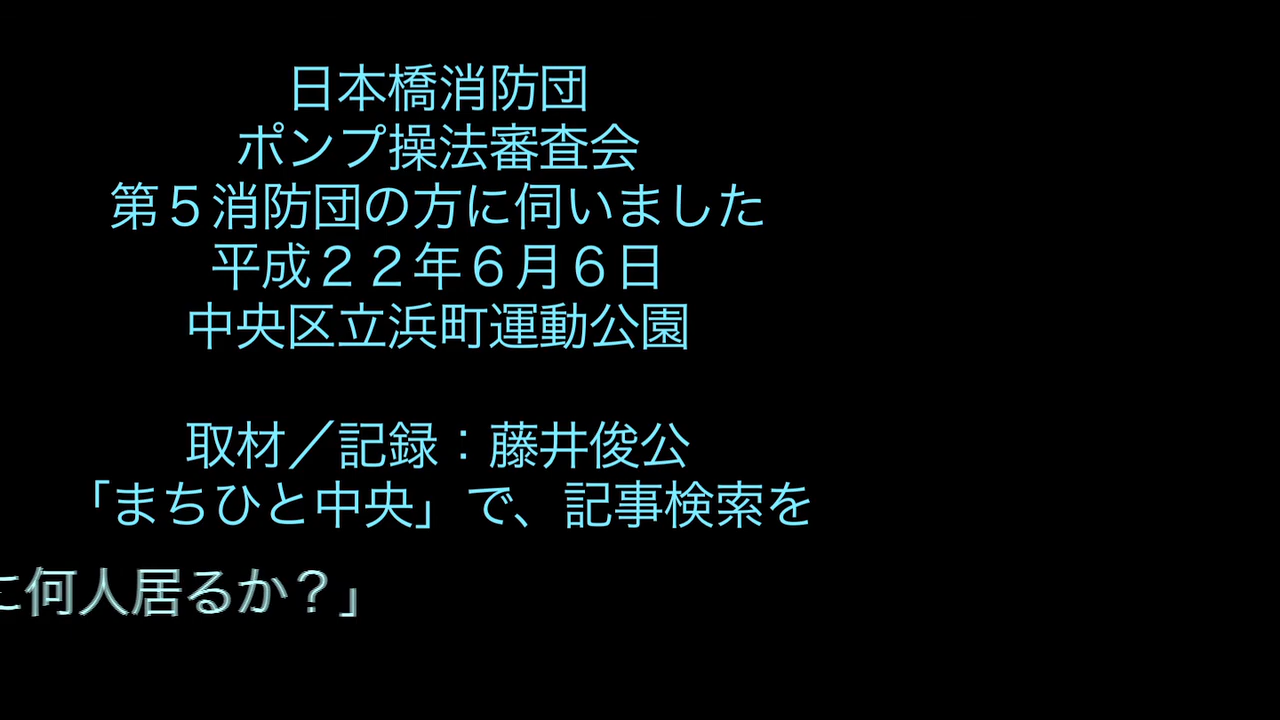 日本橋消防団
ポンプ操法審査会
第５消防団の方に伺いました
平成２２年６月６日
中央区立浜町運動公園
取材／記録：藤井俊公
「まちひと中央」で、記事検索を
に何人居るか？」